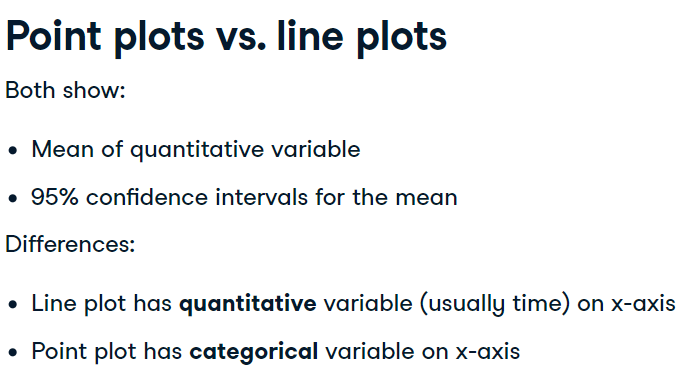 Point plots vs. line plots
Both show:
• Mean of quantitative variable
• 95% confidence intervals for the mean
Differences:
• Line plot has quantitative variable (usually time) on x-axis
• Point plot has categorical variable on x-axis